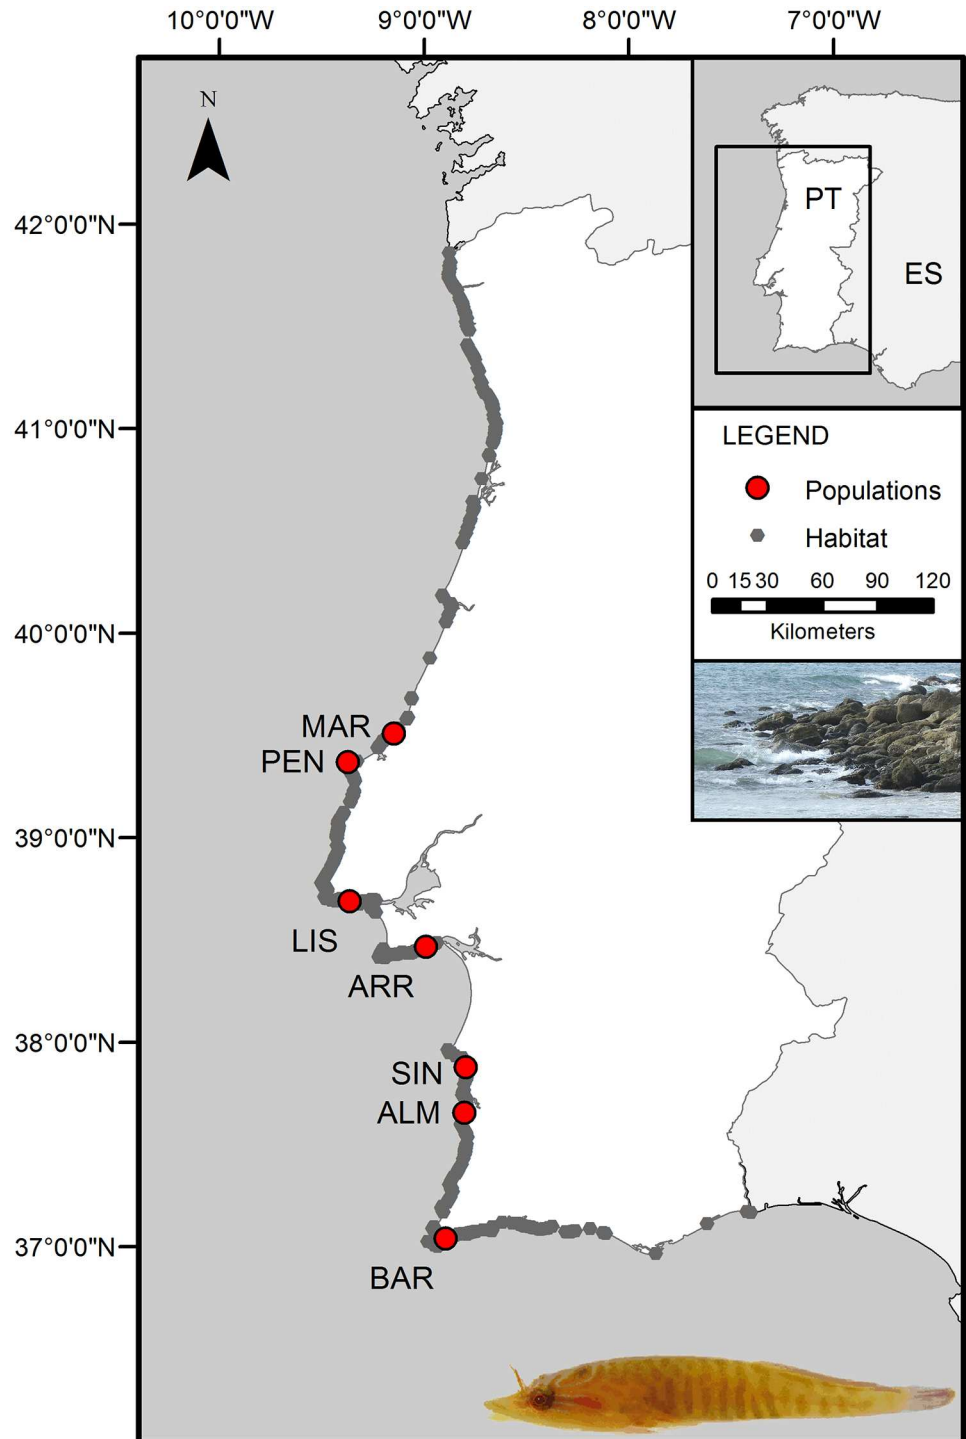 10°0'0"W 9°0'0"W 8°0'0"W 7°0'0"W
N
42°0'0"N
41°0'0"N
40°0'0"N
39°0'0"N
38°0'0"N
37°0'0"N
PT
ES
LEGEND
Populations
Habitat
0 15 30 60 90 120
Kilometers
MAR
PEN
LIS
ARR
SIN
ALM
BAR